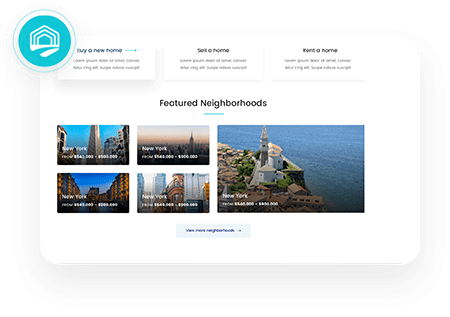 Buy a new home
Sell a home
Rent a home
Lorem ipsum dolor sit amet, consec
tetur cing elit. Suspe ndisse suscipit
Lorem ipsum dolor sit amet, consec
tetur cing elit. Suspe ndisse suscipit
Lorem ipsum dolor sit amet, consec
tetur cing elit. Suspe ndisse suscipit
Featured Neighborhoods
New York
FROM $540.000 - $900.000
New York
FROM $540.000 - $900.000
New York
FROM $540.000 - $900.000
New York
FROM $540.000 - $900.000
New York
FROM $540.000 - $900.000
View more neighborhoods